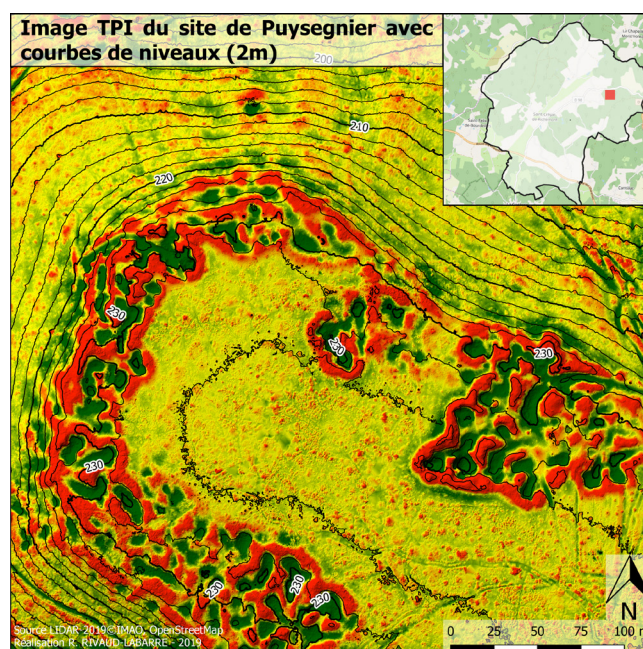 Image TPI du site de Puysegnier avec
courbes de niveaux (2m)
200
210
220
230
230
230
230
230
230
230
Source LIDAR 2019©IMAO, OpenStreetMap
Réalisation R. RIVAUD-LABARRE - 2019
N
0 25 50 75 100 m